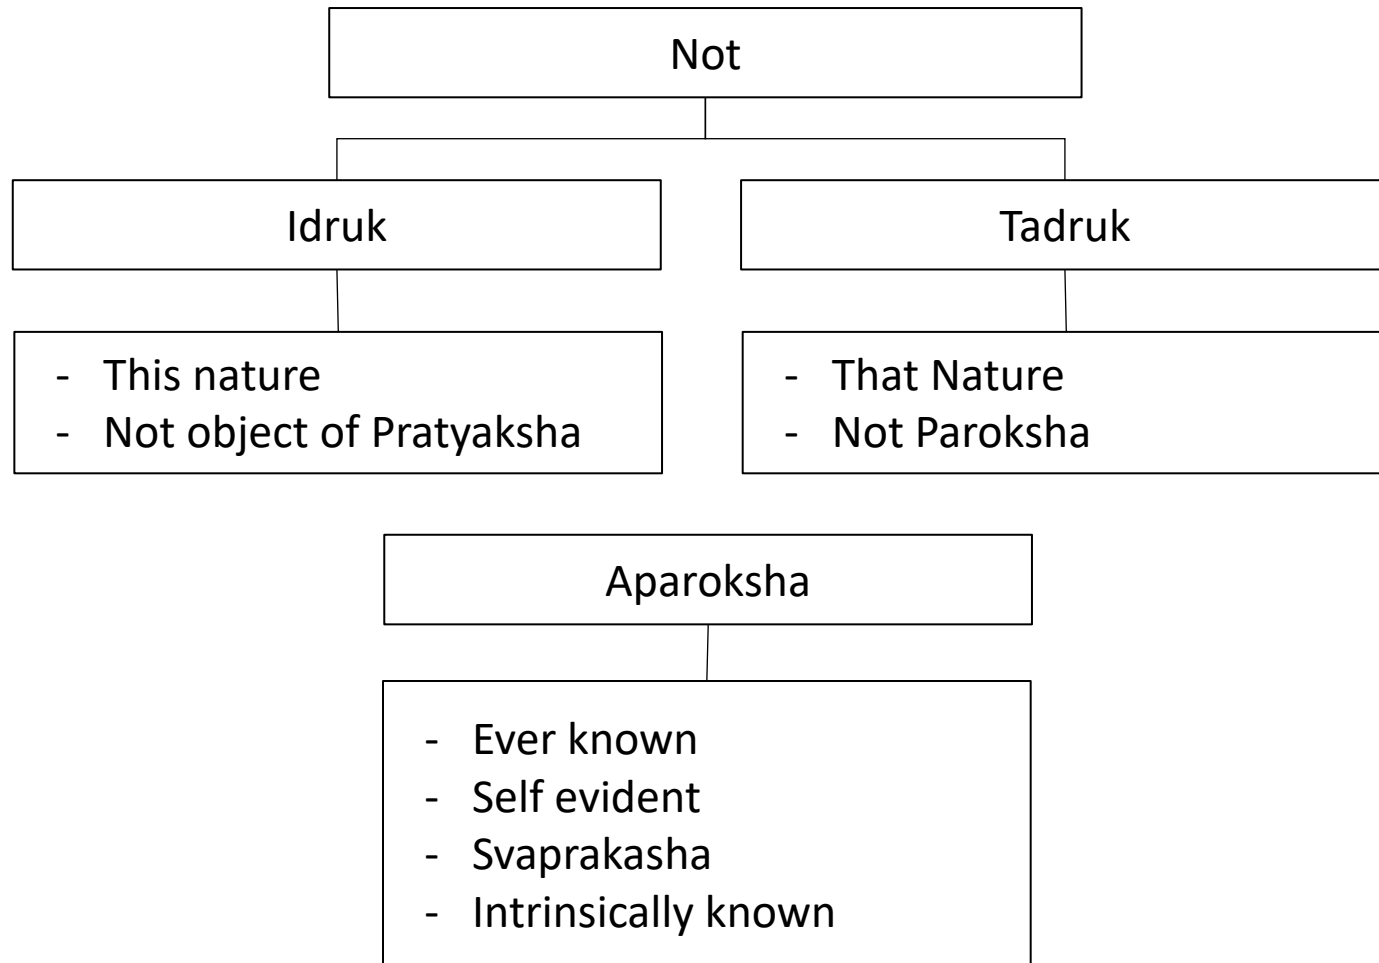 Not
Idruk
Tadruk
- This nature
- Not object of Pratyaksha
- That Nature
- Not Paroksha
Aparoksha
- Ever known
- Self evident
- Svaprakasha
- Intrinsically known